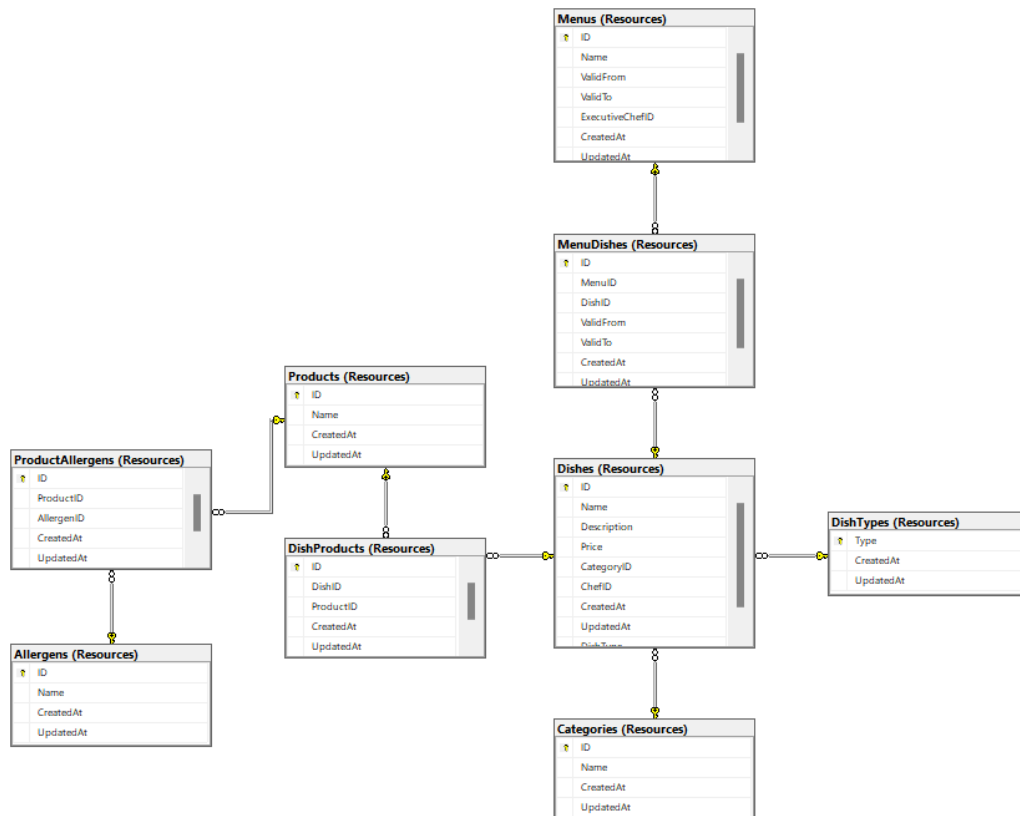 Menus (Resources)
ID
Name
ValidFrom
ValidTo
ExecutiveChefID
CreatedAt
UpdatedAt
MenuDishes (Resources)
ID
MenuID
DishID
ValidFrom
ValidTo
CreatedAt
UpdatedAt
Products (Resources)
ID
Name
CreatedAt
UpdatedAt
ProductAllergens (Resources)
ID
ProductID
AllergenID
CreatedAt
UpdatedAt
Dishes (Resources)
ID
Name
Description
Price
CategoryID
ChefID
CreatedAt
UpdatedAt
DishType
DishTypes (Resources)
Type
CreatedAt
UpdatedAt
DishProducts (Resources)
ID
DishID
ProductID
CreatedAt
UpdatedAt
Allergens (Resources)
ID
Name
CreatedAt
UpdatedAt
Categories (Resources)
ID
Name
CreatedAt
UpdatedAt